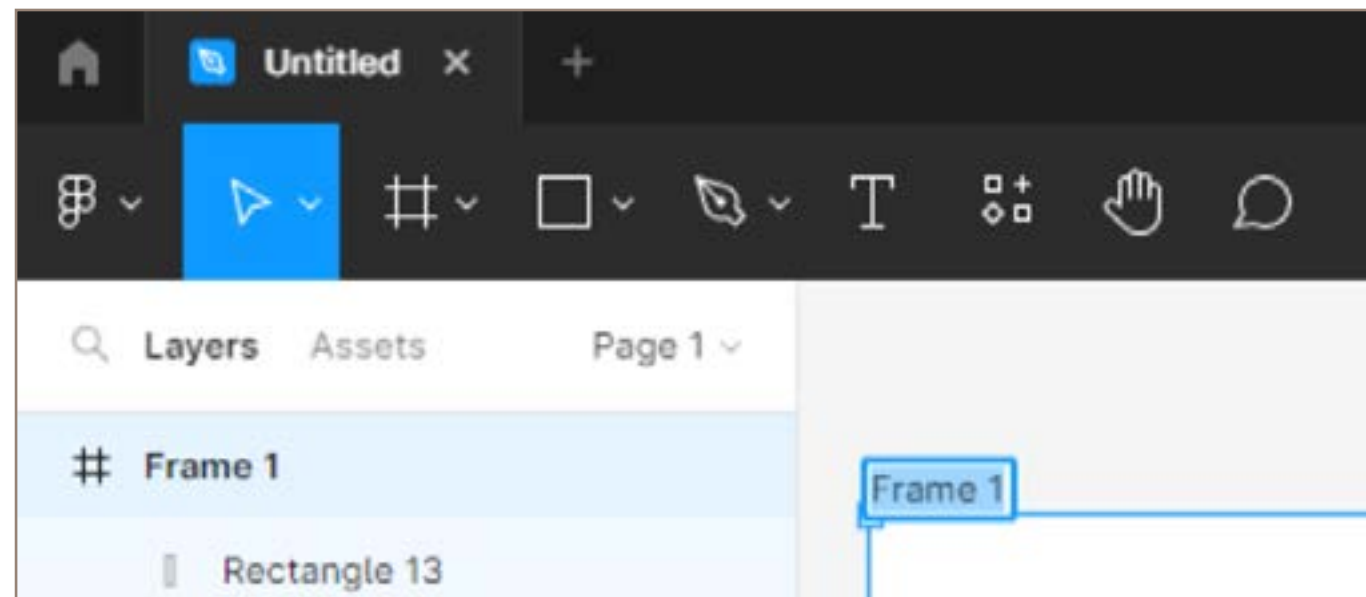 Untitled
Layers Assets Page 1
Frame 1
Frame 1
Rectangle 13